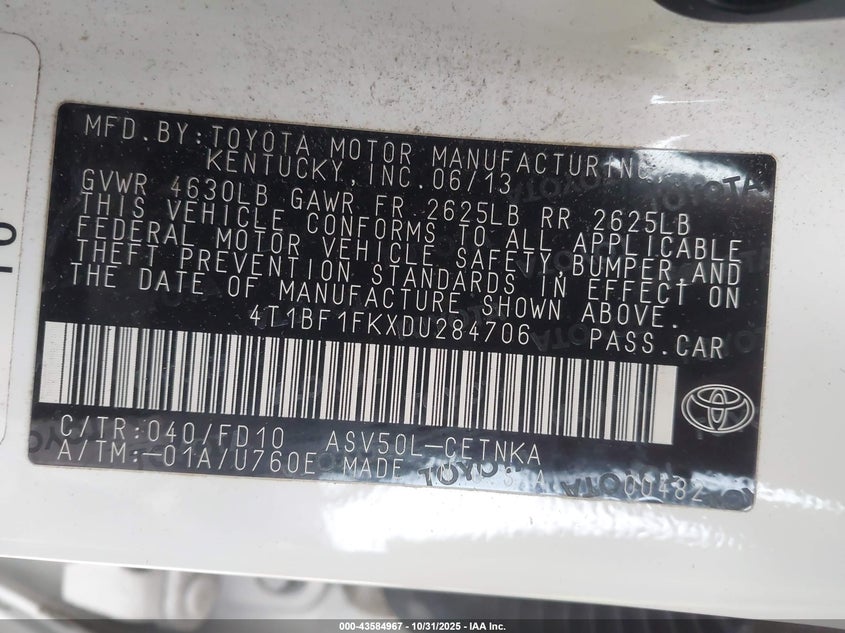 MFD.BY:TOYOTA MOTOR MANUFACTURING
KENTUCKY, INC.06/13
GVWR 4630LB GAWR FR 2625LB RR 2625LB
THIS VEHICLE CONFORMS TO ALL APPLICABLE
FEDERAL MOTOR VEHICLE SAFETY,BUMPER,AND
THEFT PREVENTION STANDARDS IN EFFECT ON
THE DATE OF MANUFACTURE SHOWN ABOVE.
4T1BF1FKXDU284706 PASS.CAR
C/TR:040/FD10 ASV50L-CETNKA
A/TM:-01A/U760E MADE 00482
000-43584967 • 10/31/2025 • IAA Inc.